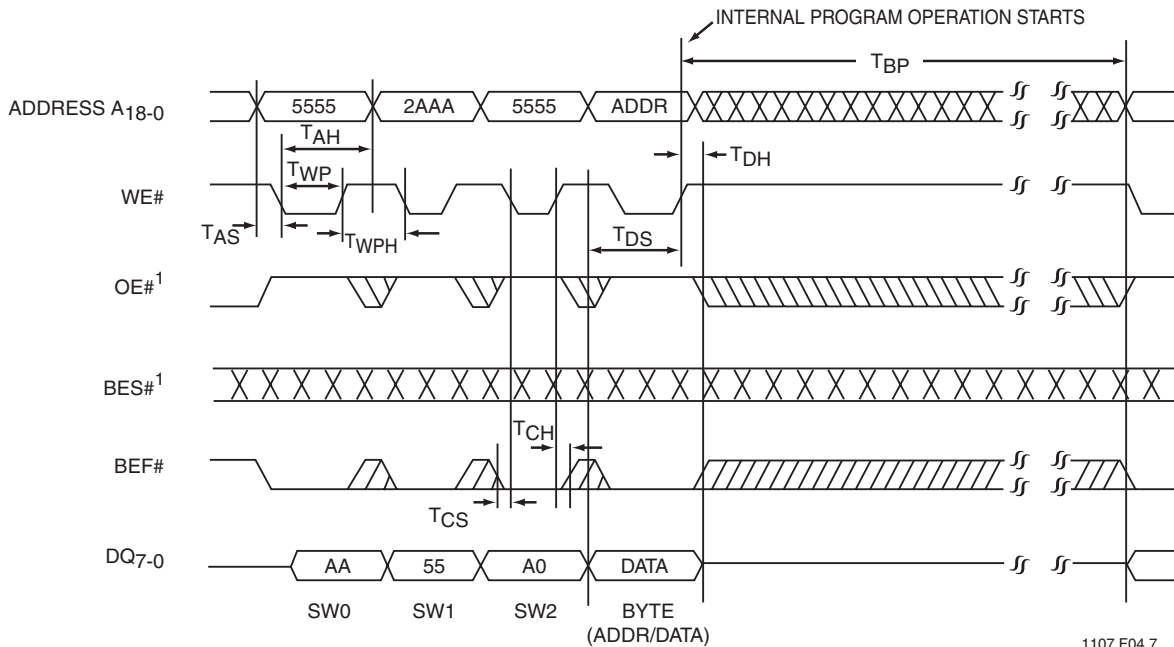 INTERNAL PROGRAM OPERATION STARTS
TBP
ADDRESS A18-0
5555
2AAA
5555
ADDR
TAH
TDH
TWP
WE#
TAS
TWPH
TDS
OE#1
BES#1
TCH
BEF#
TCS
DQ7-0
AA
55
A0
DATA
SW0
SW1
SW2
BYTE
(ADDR/DATA)
1107 F04.7